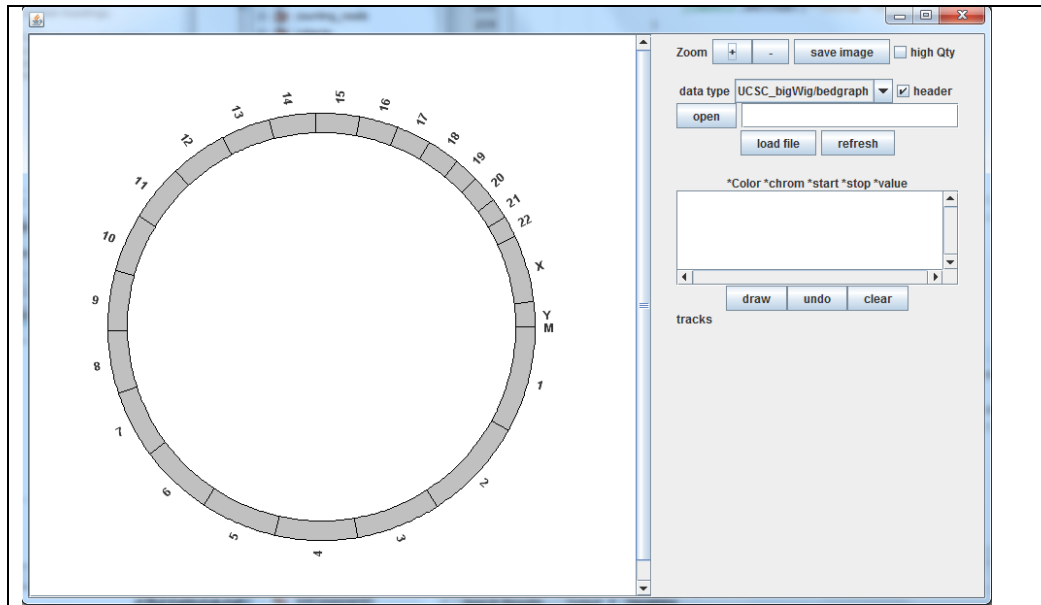 Zoom + - save image high Qty
data type UCSC_bigWig/bedgraph header
open
load file refresh
*Color *chrom *start *stop *value
draw undo clear
tracks
15
14
16
13
17
12
18
19
11
20
21
22
10
X
9
Y
M
8
1
7
6
2
5
3
4